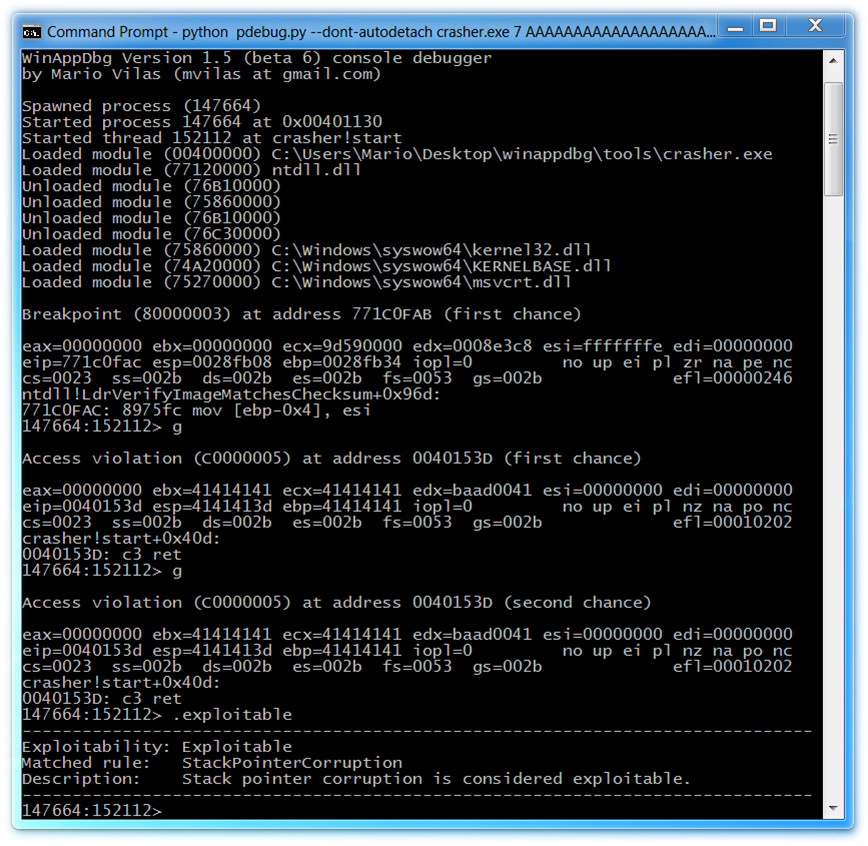 Command Prompt - python  pdebug.py --dont-autodetach crasher.exe 7 AAAAAAAAAAAAAAAAAAA...
WinAppDbg Version 1.5 (beta 6) console debugger
by Mario Vilas (mvilas at gmail.com)
Spawned process (147664)
Started process 147664 at 0x00401130
Started thread 152112 at crasher!start
Loaded module (00400000) C:\Users\Mario\Desktop\winappdbg\tools\crasher.exe
Loaded module (77120000) ntdll.dll
Unloaded module (76B10000)
Unloaded module (75860000)
Unloaded module (76B10000)
Unloaded module (76C30000)
Loaded module (75860000) C:\Windows\syswow64\kernel32.dll
Loaded module (74A20000) C:\Windows\syswow64\KERNELBASE.dll
Loaded module (75270000) C:\Windows\syswow64\msvcrt.dll
Breakpoint (80000003) at address 771C0FAB (first chance)
eax=00000000 ebx=00000000 ecx=9d590000 edx=0008e3c8 esi=fffffffe edi=00000000
eip=771c0fac esp=0028fb08 ebp=0028fb34 iopl=0         no up ei pl zr na pe nc
cs=0023  ss=002b  ds=002b  es=002b  fs=0053  gs=002b             efl=00000246
ntdll!LdrVerifyImageMatchesChecksum+0x96d:
771C0FAC: 8975fc mov [ebp-0x4], esi
147664:152112> g
Access violation (C0000005) at address 0040153D (first chance)
eax=00000000 ebx=41414141 ecx=41414141 edx=baad0041 esi=00000000 edi=00000000
eip=0040153d esp=4141413d ebp=41414141 iopl=0         no up ei pl nz na po nc
cs=0023  ss=002b  ds=002b  es=002b  fs=0053  gs=002b             efl=00010202
crasher!start+0x40d:
0040153D: c3 ret
147664:152112> g
Access violation (C0000005) at address 0040153D (second chance)
eax=00000000 ebx=41414141 ecx=41414141 edx=baad0041 esi=00000000 edi=00000000
eip=0040153d esp=4141413d ebp=41414141 iopl=0         no up ei pl nz na po nc
cs=0023  ss=002b  ds=002b  es=002b  fs=0053  gs=002b             efl=00010202
crasher!start+0x40d:
0040153D: c3 ret
147664:152112> .exploitable
-------------------------------------------------------------------------------
Exploitability: Exploitable
Matched rule:   StackPointerCorruption
Description:    Stack pointer corruption is considered exploitable.
-------------------------------------------------------------------------------
147664:152112>